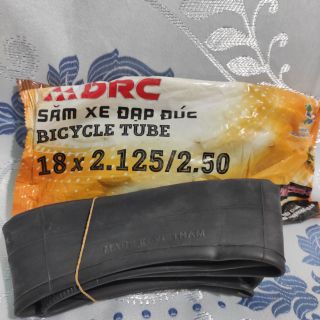 DRC
SĂM XE ĐẠP ĐÚC
BICYCLE TUBE
18 x 2.125/2.50
MADE IN VIETNAM